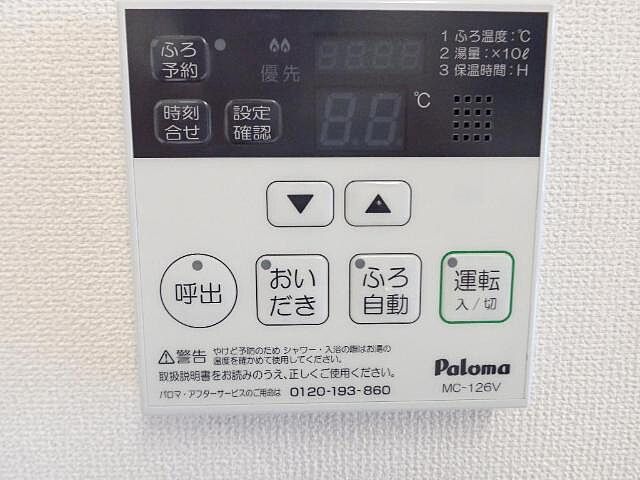 ふろ
予約
優先
1 ふろ温度:℃
2 湯量:×10ℓ
3 保温時間:H
時刻
合せ
設定
確認
℃
▼
▲
呼出
おい
だき
ふろ
自動
運転
入/切
⚠警告 やけど予防のため シャワー・入浴の際はお湯の
温度を確かめて使用してください。
取扱説明書をお読みのうえ、正しくご使用ください。
パロマ・アフターサービスのご用命は 0120-193-860
Paloma
MC-126V